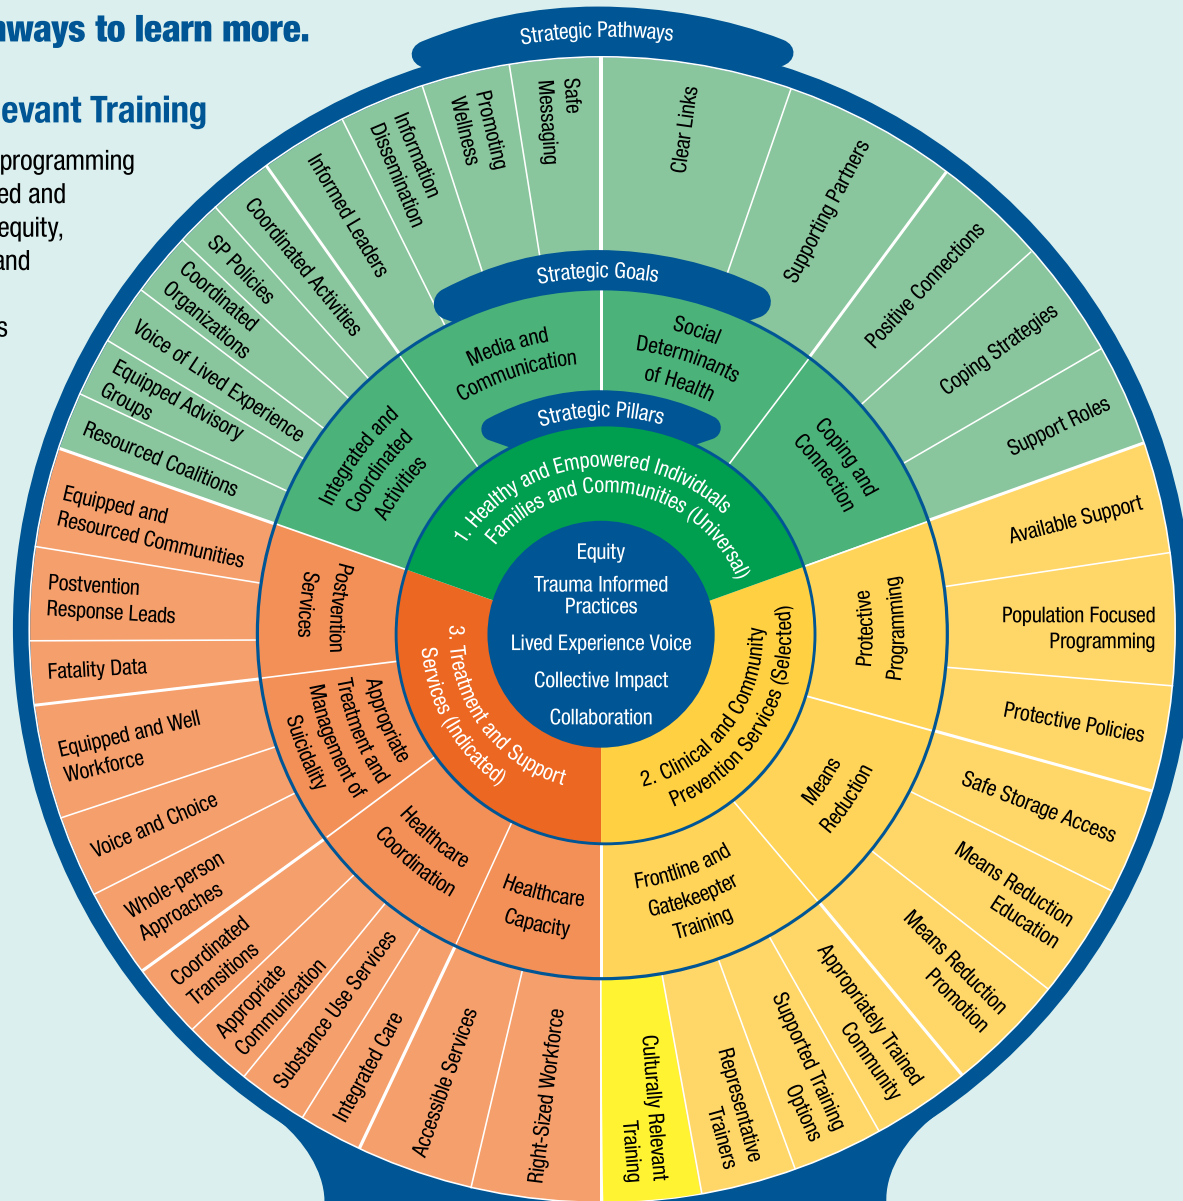 nways to learn more.
evant Training
programming
ed and
equity,
and
s
Strategic Pathways
Safe
Messaging
Promoting
Wellness
Information
Dissemination
Informed Leaders
Coordinated Activities
SP Policies
Coordinated
Organizations
Voice of Lived Experience
Equipped Advisory
Groups
Resourced Coalitions
Clear Links
Supporting Partners
Positive Connections
Coping Strategies
Support Roles
Strategic Goals
Media and
Communication
Social
Determinants
of Health
Integrated and
Coordinated
Activities
Coping and
Connection
Strategic Pillars
1. Healthy and Empowered Individuals
Families and Communities (Universal)
Equity
Trauma Informed
Practices
Lived Experience Voice
Collective Impact
Collaboration
2. Clinical and Community
Prevention Services (Selected)
Protective
Programming
Means
Reduction
Frontline and
Gatekeeper
Training
Available Support
Population Focused
Programming
Protective Policies
Safe Storage Access
Means Reduction
Education
Means Reduction
Promotion
Appropriately Trained
Community
Supported Training
Options
Representative
Trainers
Culturally Relevant
Training
3. Treatment and Support
Services (Indicated)
Postvention
Services
Appropriate
Treatment and
Management of
Suicidality
Healthcare
Coordination
Healthcare
Capacity
Equipped and
Resourced Communities
Postvention
Response Leads
Fatality Data
Equipped and Well
Workforce
Voice and Choice
Whole-person
Approaches
Coordinated
Transitions
Appropriate
Communication
Substance Use Services
Integrated Care
Accessible Services
Right-Sized Workforce